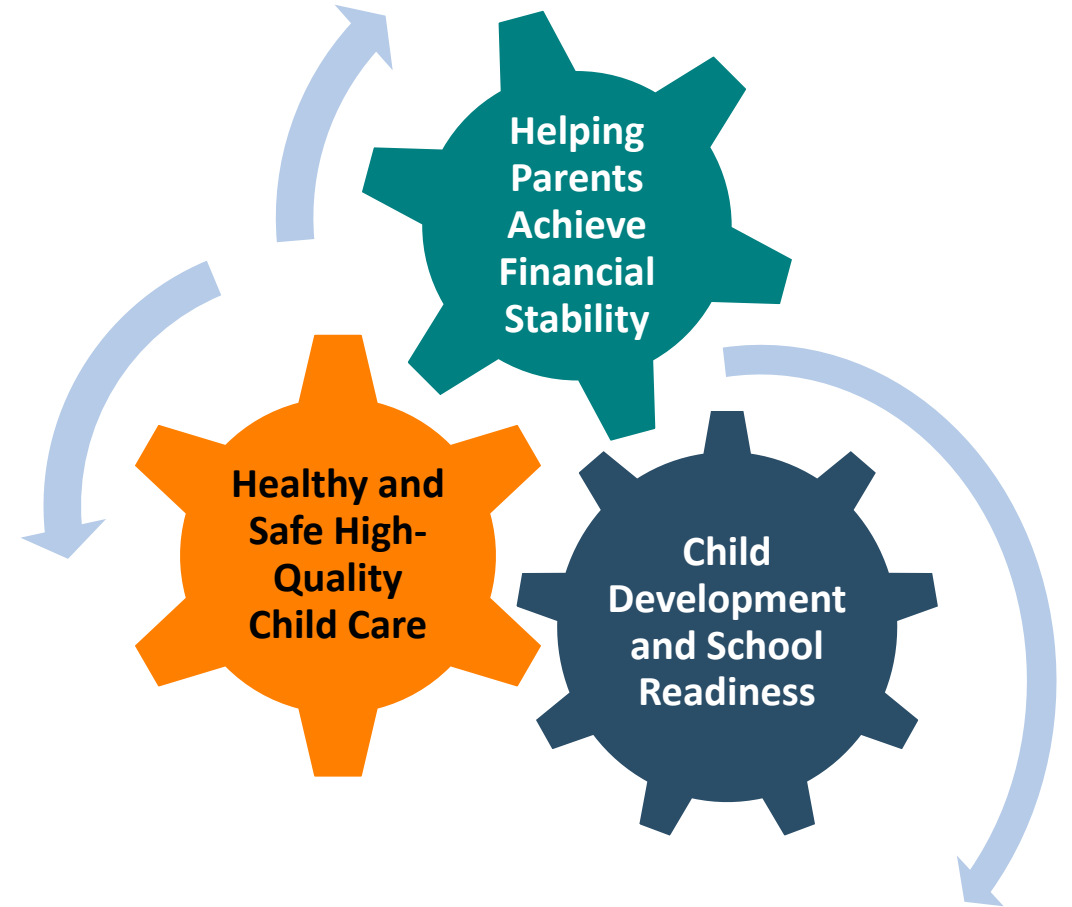 Helping
Parents
Achieve
Financial
Stability
Healthy and
Safe High-
Quality
Child Care
Child
Development
and School
Readiness